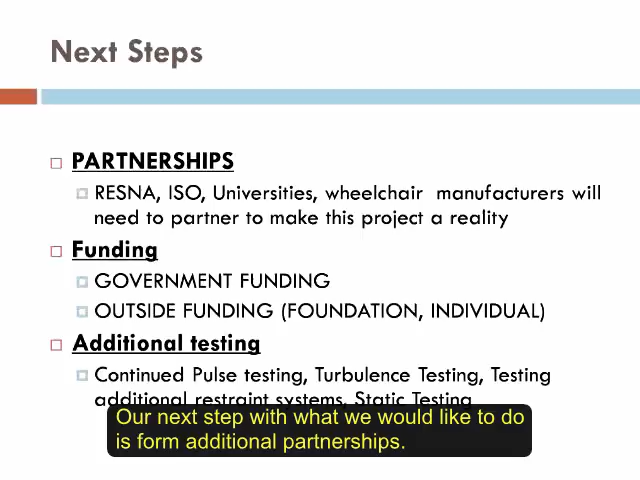 Next Steps
PARTNERSHIPS
RESNA, ISO, Universities, wheelchair manufacturers will
need to partner to make this project a reality
Funding
GOVERNMENT FUNDING
OUTSIDE FUNDING (FOUNDATION, INDIVIDUAL)
Additional testing
Continued Pulse testing, Turbulence Testing, Testing
additional restraint systems, Static Testing
Our next step with what we would like to do
is form additional partnerships.